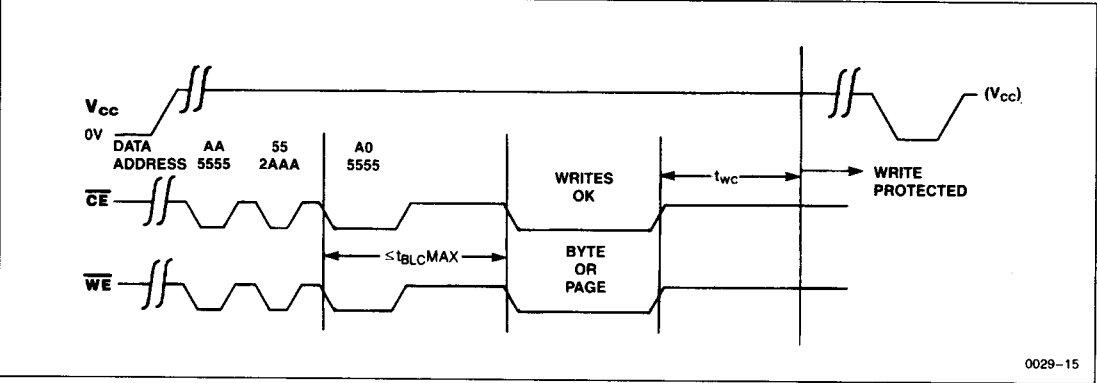 Vcc
(Vcc)
0V
DATA AA 55 A0
ADDRESS 5555 2AAA 5555
CE
WRITES
OK
tWC
WRITE
PROTECTED
≤tBLCMAX
BYTE
OR
PAGE
WE
0029-15